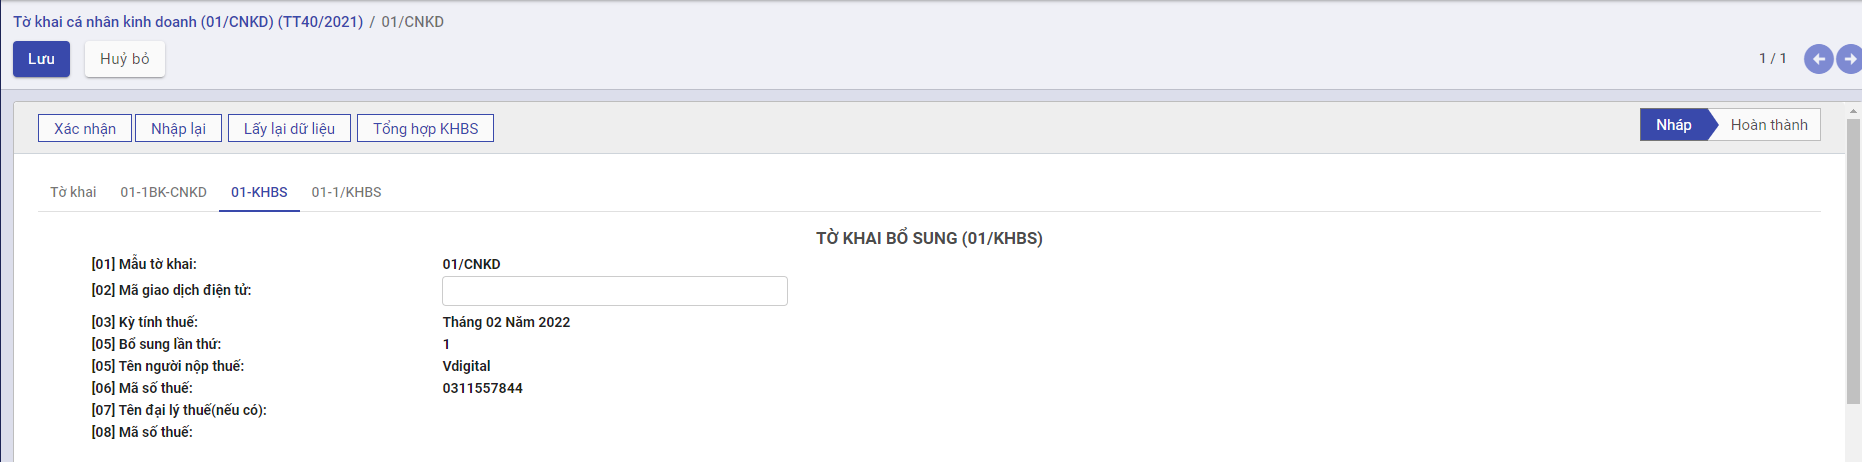 Tờ khai cá nhân kinh doanh (01/CNKD) (TT40/2021) / 01/CNKD
Lưu Huỷ bỏ 1 / 1
Xác nhận Nhập lại Lấy lại dữ liệu Tổng hợp KHBS Nháp Hoàn thành
Tờ khai 01-1BK-CNKD 01-KHBS 01-1/KHBS
TỜ KHAI BỔ SUNG (01/KHBS)
[01] Mẫu tờ khai: 01/CNKD
[02] Mã giao dịch điện tử:
[03] Kỳ tính thuế: Tháng 02 Năm 2022
[05] Bổ sung lần thứ: 1
[05] Tên người nộp thuế: Vdigital
[06] Mã số thuế: 0311557844
[07] Tên đại lý thuế(nếu có):
[08] Mã số thuế: